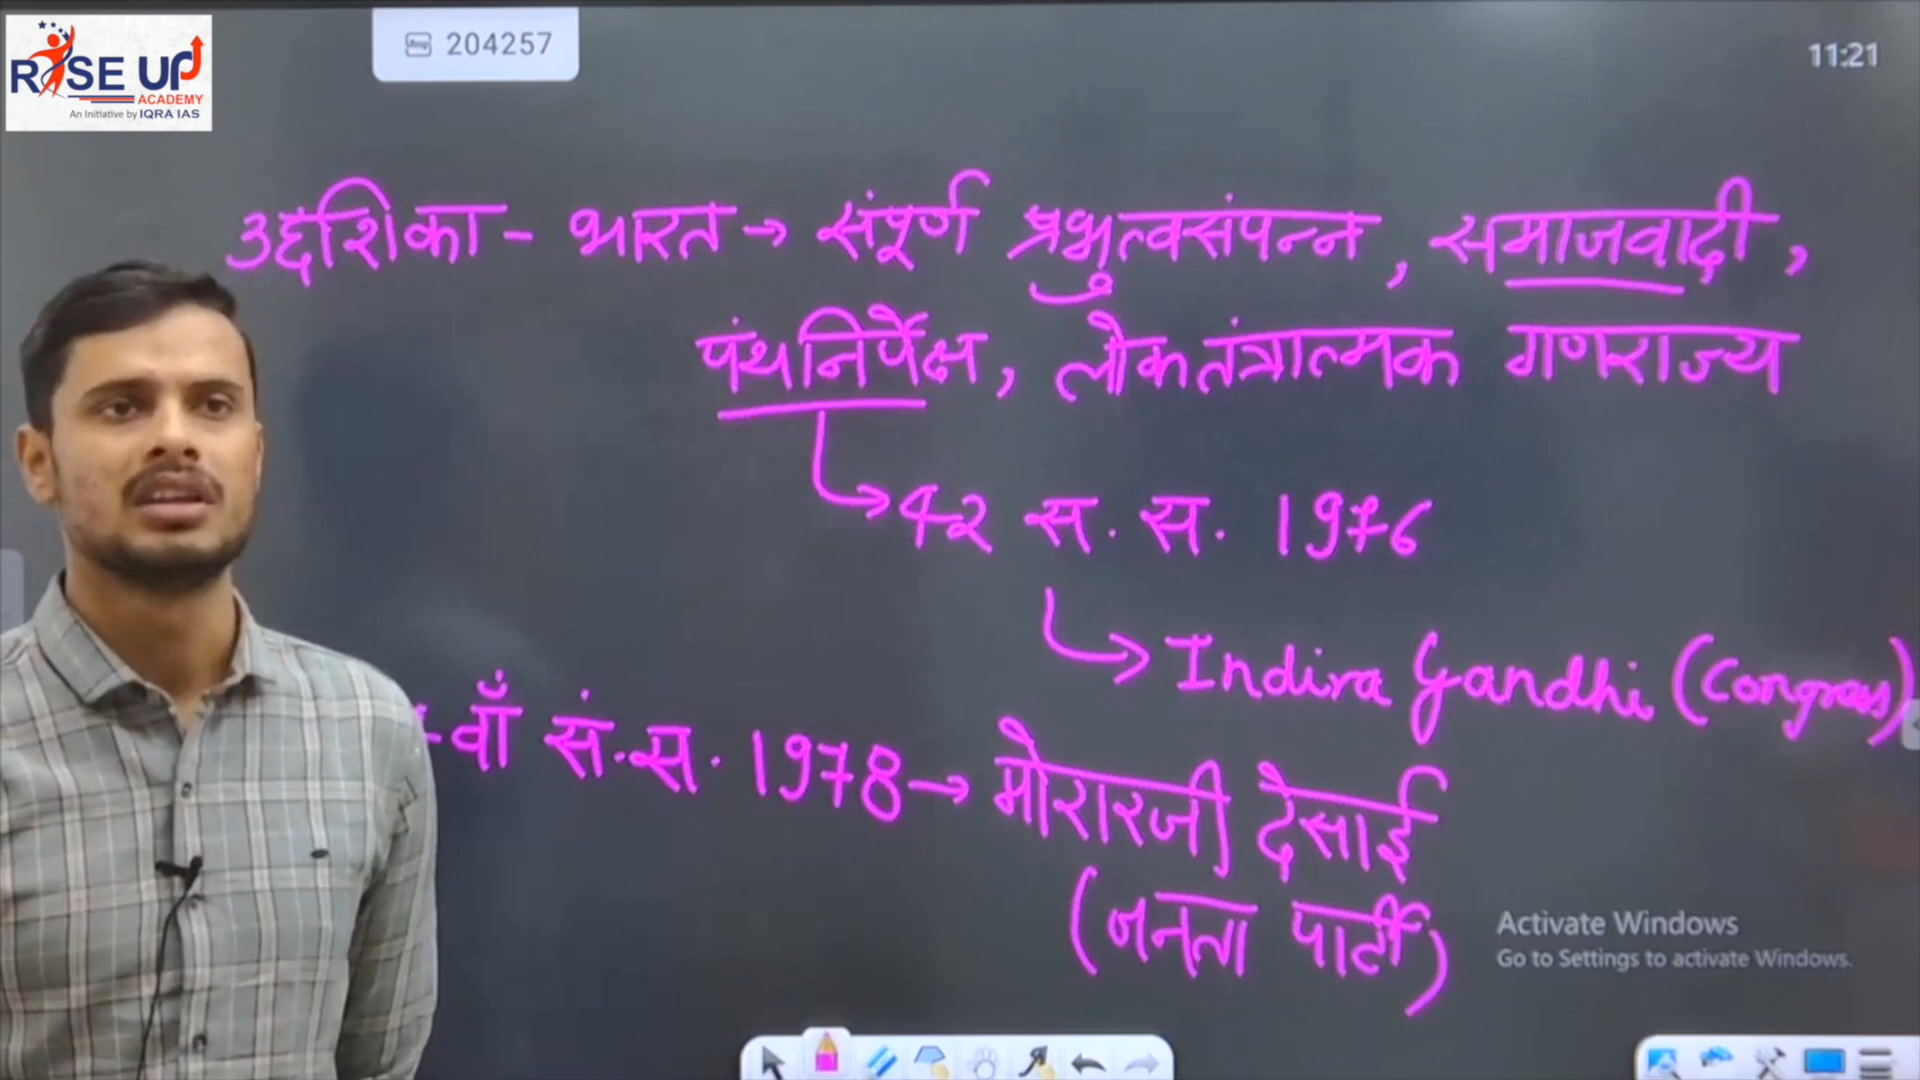 RISE UP
ACADEMY
An Initiative by IQRA IAS
204257
11:21
उद्देशिका - भारत → संपूर्ण प्रभुत्वसंपन्न, समाजवादी,
पंथनिर्पेक्ष, लोकतंत्रात्मक गणराज्य
42 स. स. 1976
Indira Gandhi (Congress)
वाँ सं. स. 1978 → मोरारजी देसाई
(जनता पार्टी)
Activate Windows
Go to Settings to activate Windows.